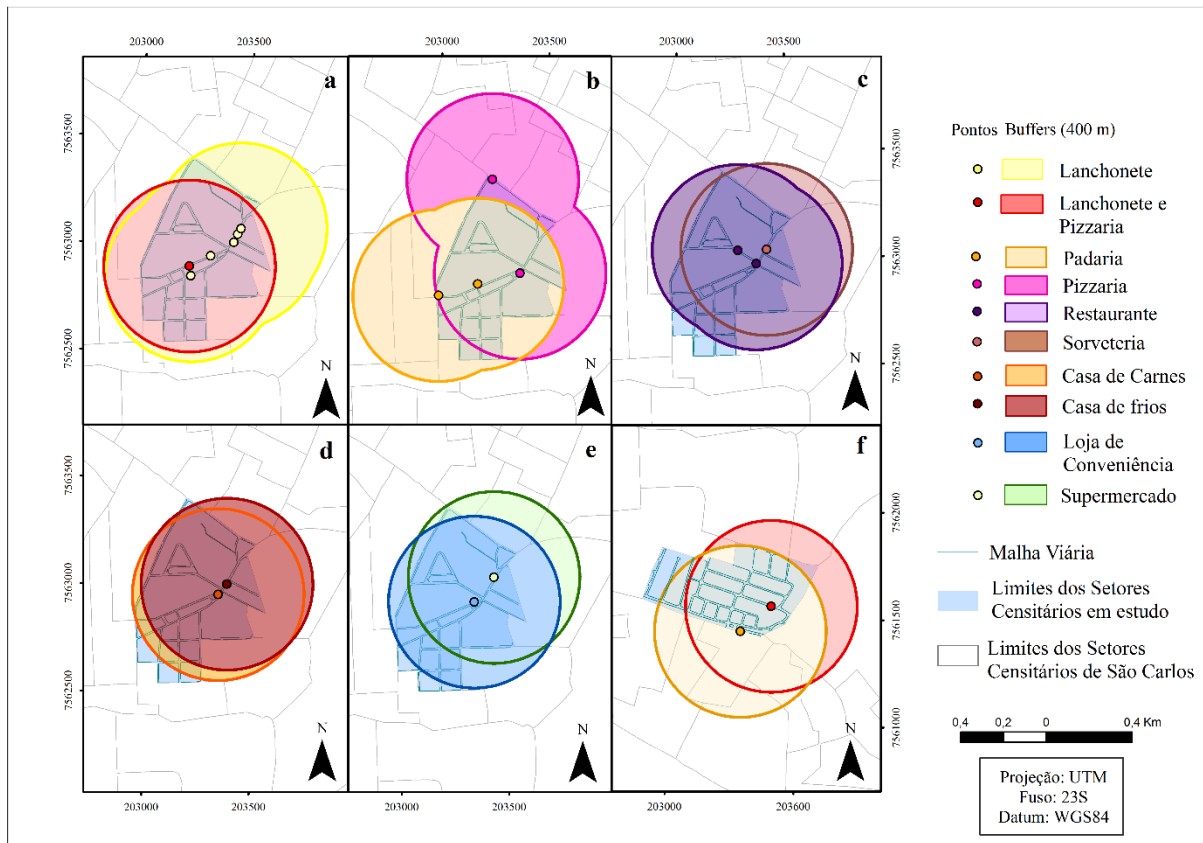 203000
203500
203000
203500
203000
203500
a
b
c
7563500
7563000
7562500
7563500
7563000
7562500
N
N
N
d
e
f
7563500
7563000
7562500
7562000
7561500
7561000
N
N
N
203000
203500
203000
203500
203000
203600
Pontos Buffers (400 m)
Lanchonete
Lanchonete e
Pizzaria
Padaria
Pizzaria
Restaurante
Sorveteria
Casa de Carnes
Casa de frios
Loja de
Conveniência
Supermercado
Malha Viária
Limites dos Setores
Censitários em estudo
Limites dos Setores
Censitários de São Carlos
0,4 0,2 0 0,4 Km
Projeção: UTM
Fuso: 23S
Datum: WGS84